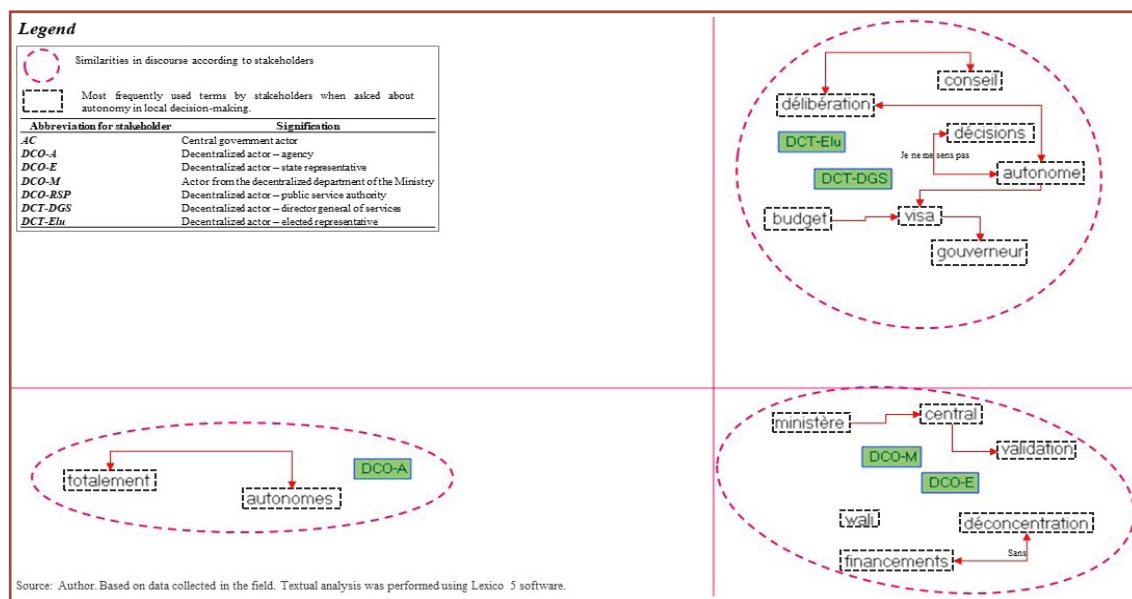 Legend
Similarities in discourse according to stakeholders
Most frequently used terms by stakeholders when asked about
autonomy in local decision-making.
Abbreviation for stakeholder Signification
AC Central government actor
DCO-A Decentralized actor – agency
DCO-E Decentralized actor – state representative
DCO-M Actor from the decentralized department of the Ministry
DCO-RSP Decentralized actor – public service authority
DCT-DGS Decentralized actor – director general of services
DCT-Elu Decentralized actor – elected representative
conseil
délibération
décisions
DCT-Elu
Je ne me sens pas
DCT-DGS
autonome
budget
visa
gouverneur
totalement
autonomes
DCO-A
ministère
central
validation
DCO-M
DCO-E
wali
déconcentration
Sans
financements
Source: Author. Based on data collected in the field. Textual analysis was performed using Lexico 5 software.